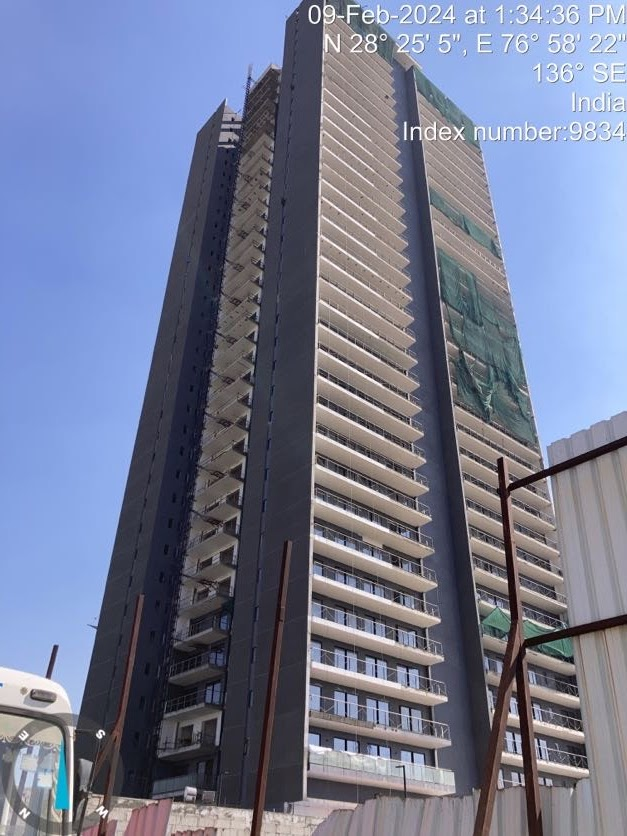 09-Feb-2024 at 1:34:36 PM
N 28° 25' 5", E 76° 58' 22"
136° SE
India
Index number:9834
S
E
W
N